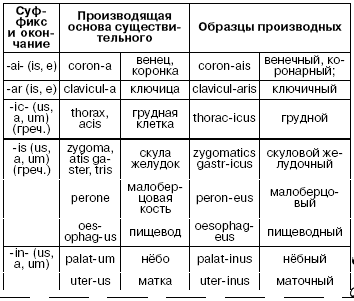 Суф-
фикс
и окон-
чание
Производящая
основа существи-
тельного
Образцы производных
-ai- (is, e)
coron-a
венец,
коронка
coron-ais
венечный, ко-
ронарный;
-ar (is, e)
clavicul-a
ключица
clavicul-aris
ключичный
-ic- (us,
a, um)
(греч.)
thorax,
acis
грудная
клетка
thorac-icus
грудной
-is (us,
a, um)
(греч.)
zygoma,
atis ga-
ster, tris
скула
желудок
zygomatics
gastr-icus
скуловой же-
лудочный
perone
малобер-
цовая
кость
peron-eus
малоберцо-
вый
oes-
ophag-us
пищевод
oesophag-
eus
пищеводный
-in- (us,
a, um)
palat-um
нёбо
palat-inus
нёбный
uter-us
матка
uter-inus
маточный